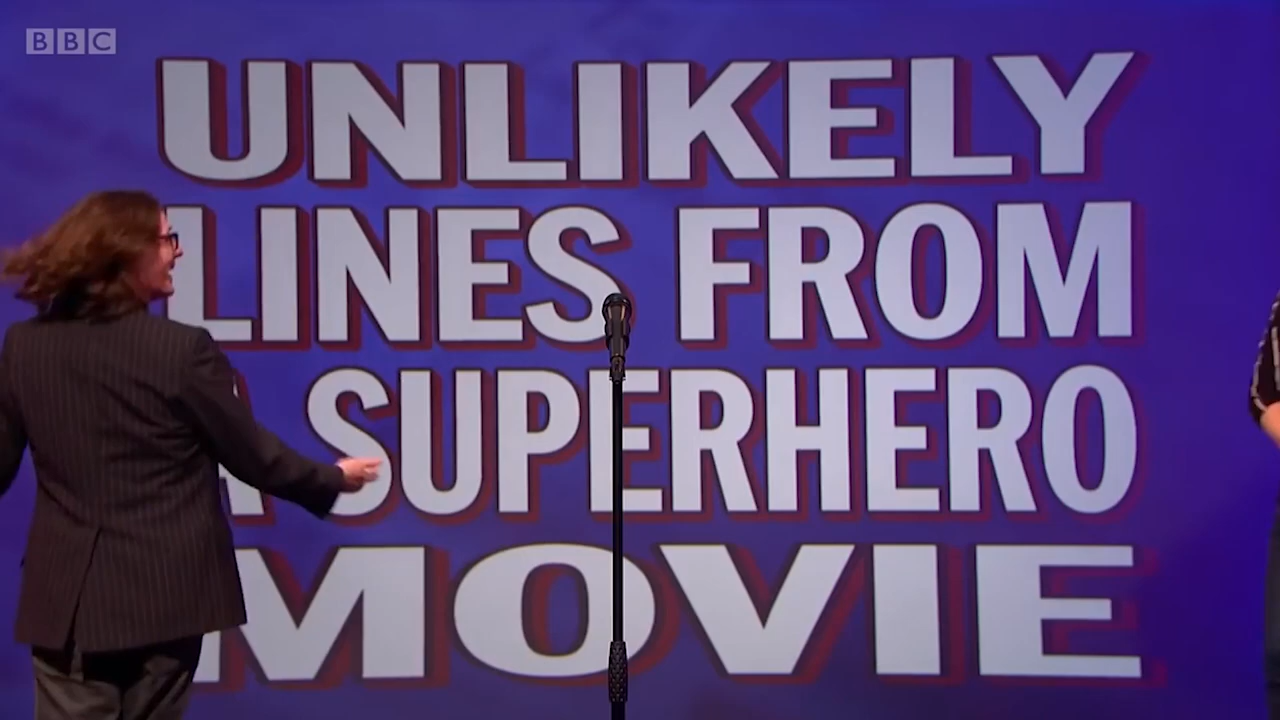 BBC
UNLIKELY
LINES FROM
A SUPERHERO
MOVIE